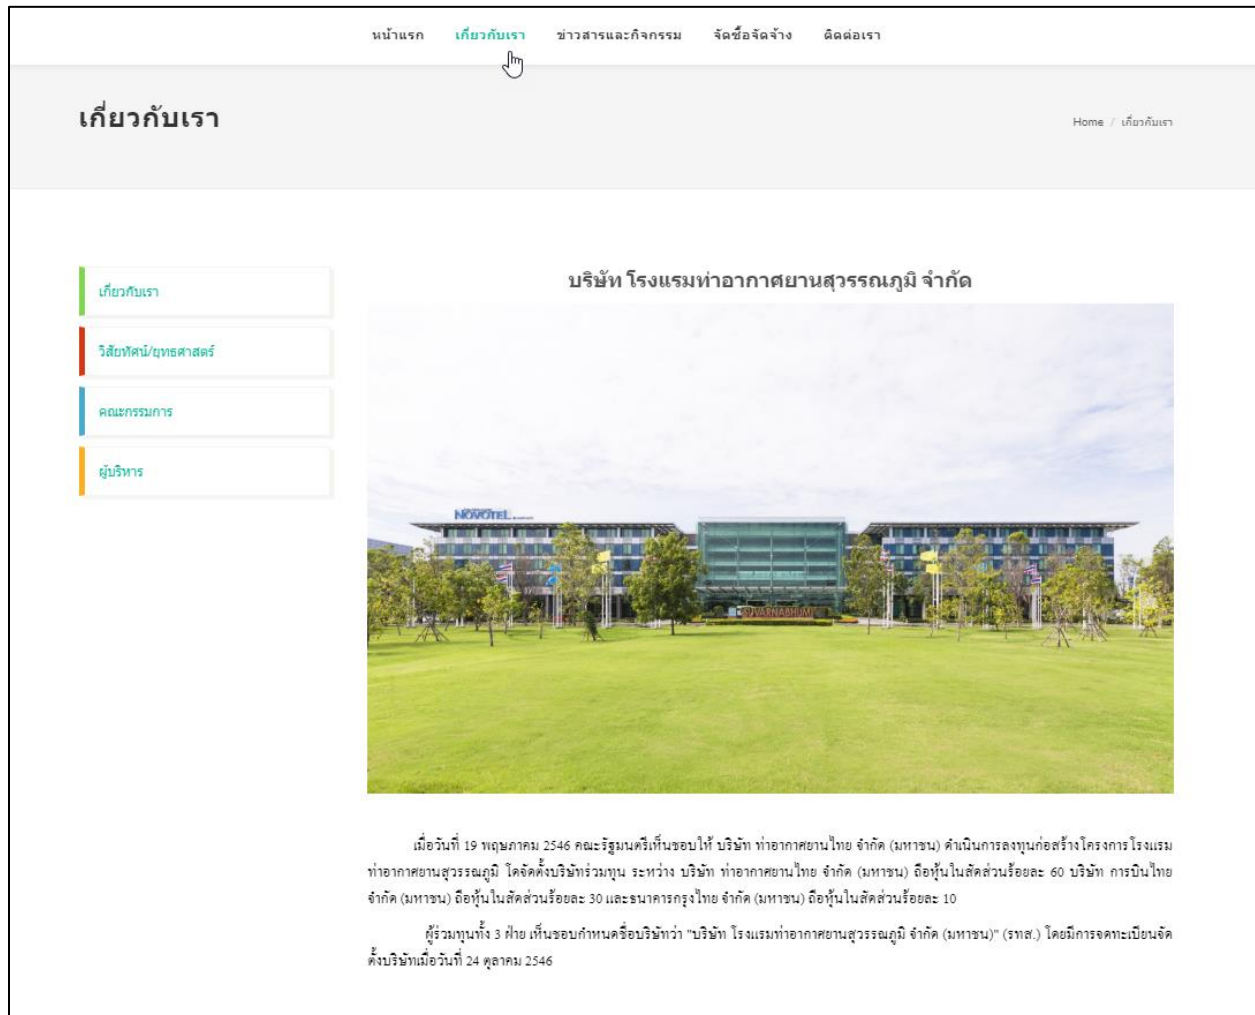 หน้าแรก เกี่ยวกับเรา ข่าวสารและกิจกรรม จัดซื้อจัดจ้าง ติดต่อเรา
เกี่ยวกับเรา
Home / เกี่ยวกับเรา
เกี่ยวกับเรา
วิสัยทัศน์/ยุทธศาสตร์
คณะกรรมการ
ผู้บริหาร
บริษัท โรงแรมท่าอากาศยานสุวรรณภูมิ จำกัด
NOVOTEL
SUVARNABHUMI
เมื่อวันที่ 19 พฤษภาคม 2546 คณะรัฐมนตรีเห็นชอบให้ บริษัท ท่าอากาศยานไทย จำกัด (มหาชน) ดำเนินการลงทุนก่อสร้างโครงการโรงแรม
ท่าอากาศยานสุวรรณภูมิ โดจัดตั้งบริษัทร่วมทุน ระหว่าง บริษัท ท่าอากาศยานไทย จำกัด (มหาชน) ถือหุ้นในสัดส่วนร้อยละ 60 บริษัท การบินไทย
จำกัด (มหาชน) ถือหุ้นในสัดส่วนร้อยละ 30 และธนาคารกรุงไทย จำกัด (มหาชน) ถือหุ้นในสัดส่วนร้อยละ 10
ผู้ร่วมทุนทั้ง 3 ฝ่าย เห็นชอบกำหนดชื่อบริษัทว่า "บริษัท โรงแรมท่าอากาศยานสุวรรณภูมิ จำกัด (มหาชน)" (รทส.) โดยมีการจดทะเบียนจัด
ตั้งบริษัทเมื่อวันที่ 24 ตุลาคม 2546